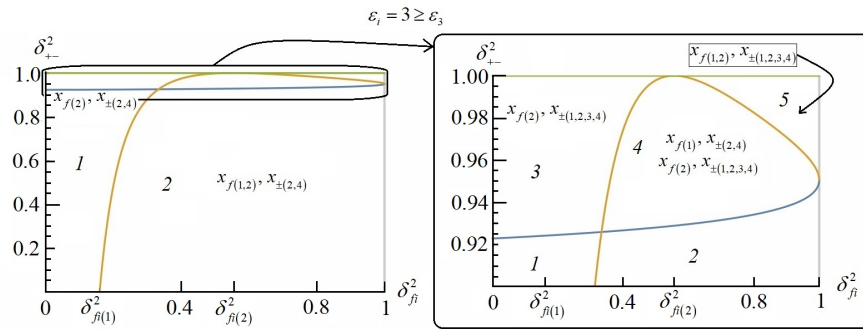 ε_i = 3 ≥ ε_3
δ²_{+−}
1.0
0.8
0.6
0.4
0.2
x_{f(2)}, x_{±(2,4)}
1
2
x_{f(1,2)}, x_{±(2,4)}
0
δ²_{fi(1)}
0.4
δ²_{fi(2)}
0.8
1
δ²_{fi}
δ²_{+−}
x_{f(1,2)}, x_{±(1,2,3,4)}
1.00
0.98
0.96
0.94
0.92
x_{f(2)}, x_{±(1,2,3,4)}
5
4
x_{f(1)}, x_{±(2,4)}
x_{f(2)}, x_{±(1,2,3,4)}
3
1
2
0
δ²_{fi(1)}
0.4
δ²_{fi(2)}
0.8
1
δ²_{fi}